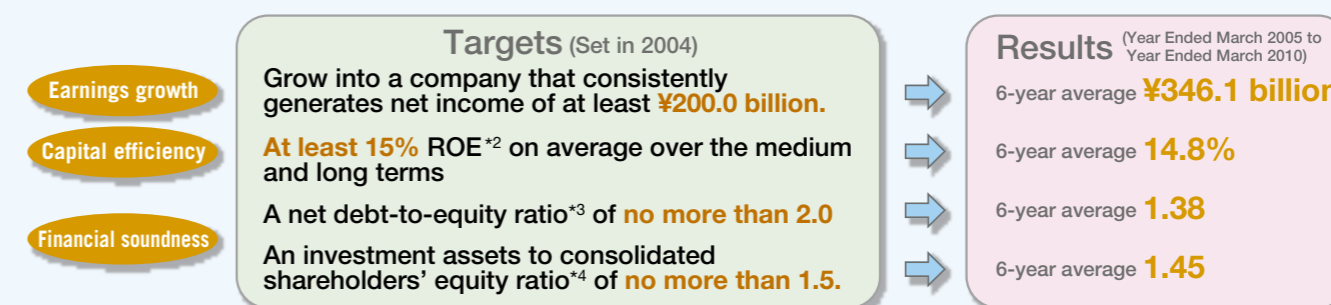 Targets (Set in 2004)
Results (Year Ended March 2005 to
Year Ended March 2010)
Earnings growth
Grow into a company that consistently
generates net income of at least ¥200.0 billion.
6-year average ¥346.1 billion
Capital efficiency
At least 15% ROE*2 on average over the medium
and long terms
6-year average 14.8%
Financial soundness
A net debt-to-equity ratio*3 of no more than 2.0
6-year average 1.38
An investment assets to consolidated
shareholders' equity ratio*4 of no more than 1.5.
6-year average 1.45